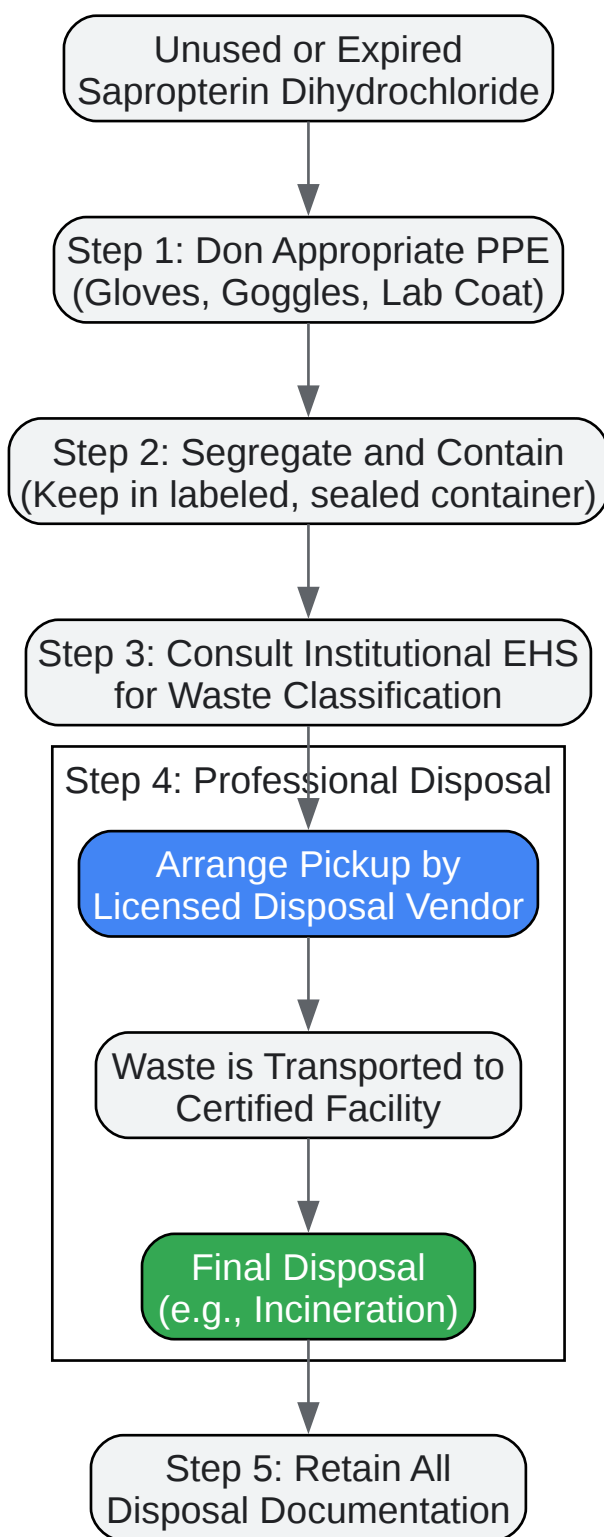 Unused or Expired
Sapropterin Dihydrochloride
Step 1: Don Appropriate PPE
(Gloves, Goggles, Lab Coat)
Step 2: Segregate and Contain
(Keep in labeled, sealed container)
Step 3: Consult Institutional EHS
for Waste Classification
Step 4: Professional Disposal
Arrange Pickup by
Licensed Disposal Vendor
Waste is Transported to
Certified Facility
Final Disposal
(e.g., Incineration)
Step 5: Retain All
Disposal Documentation